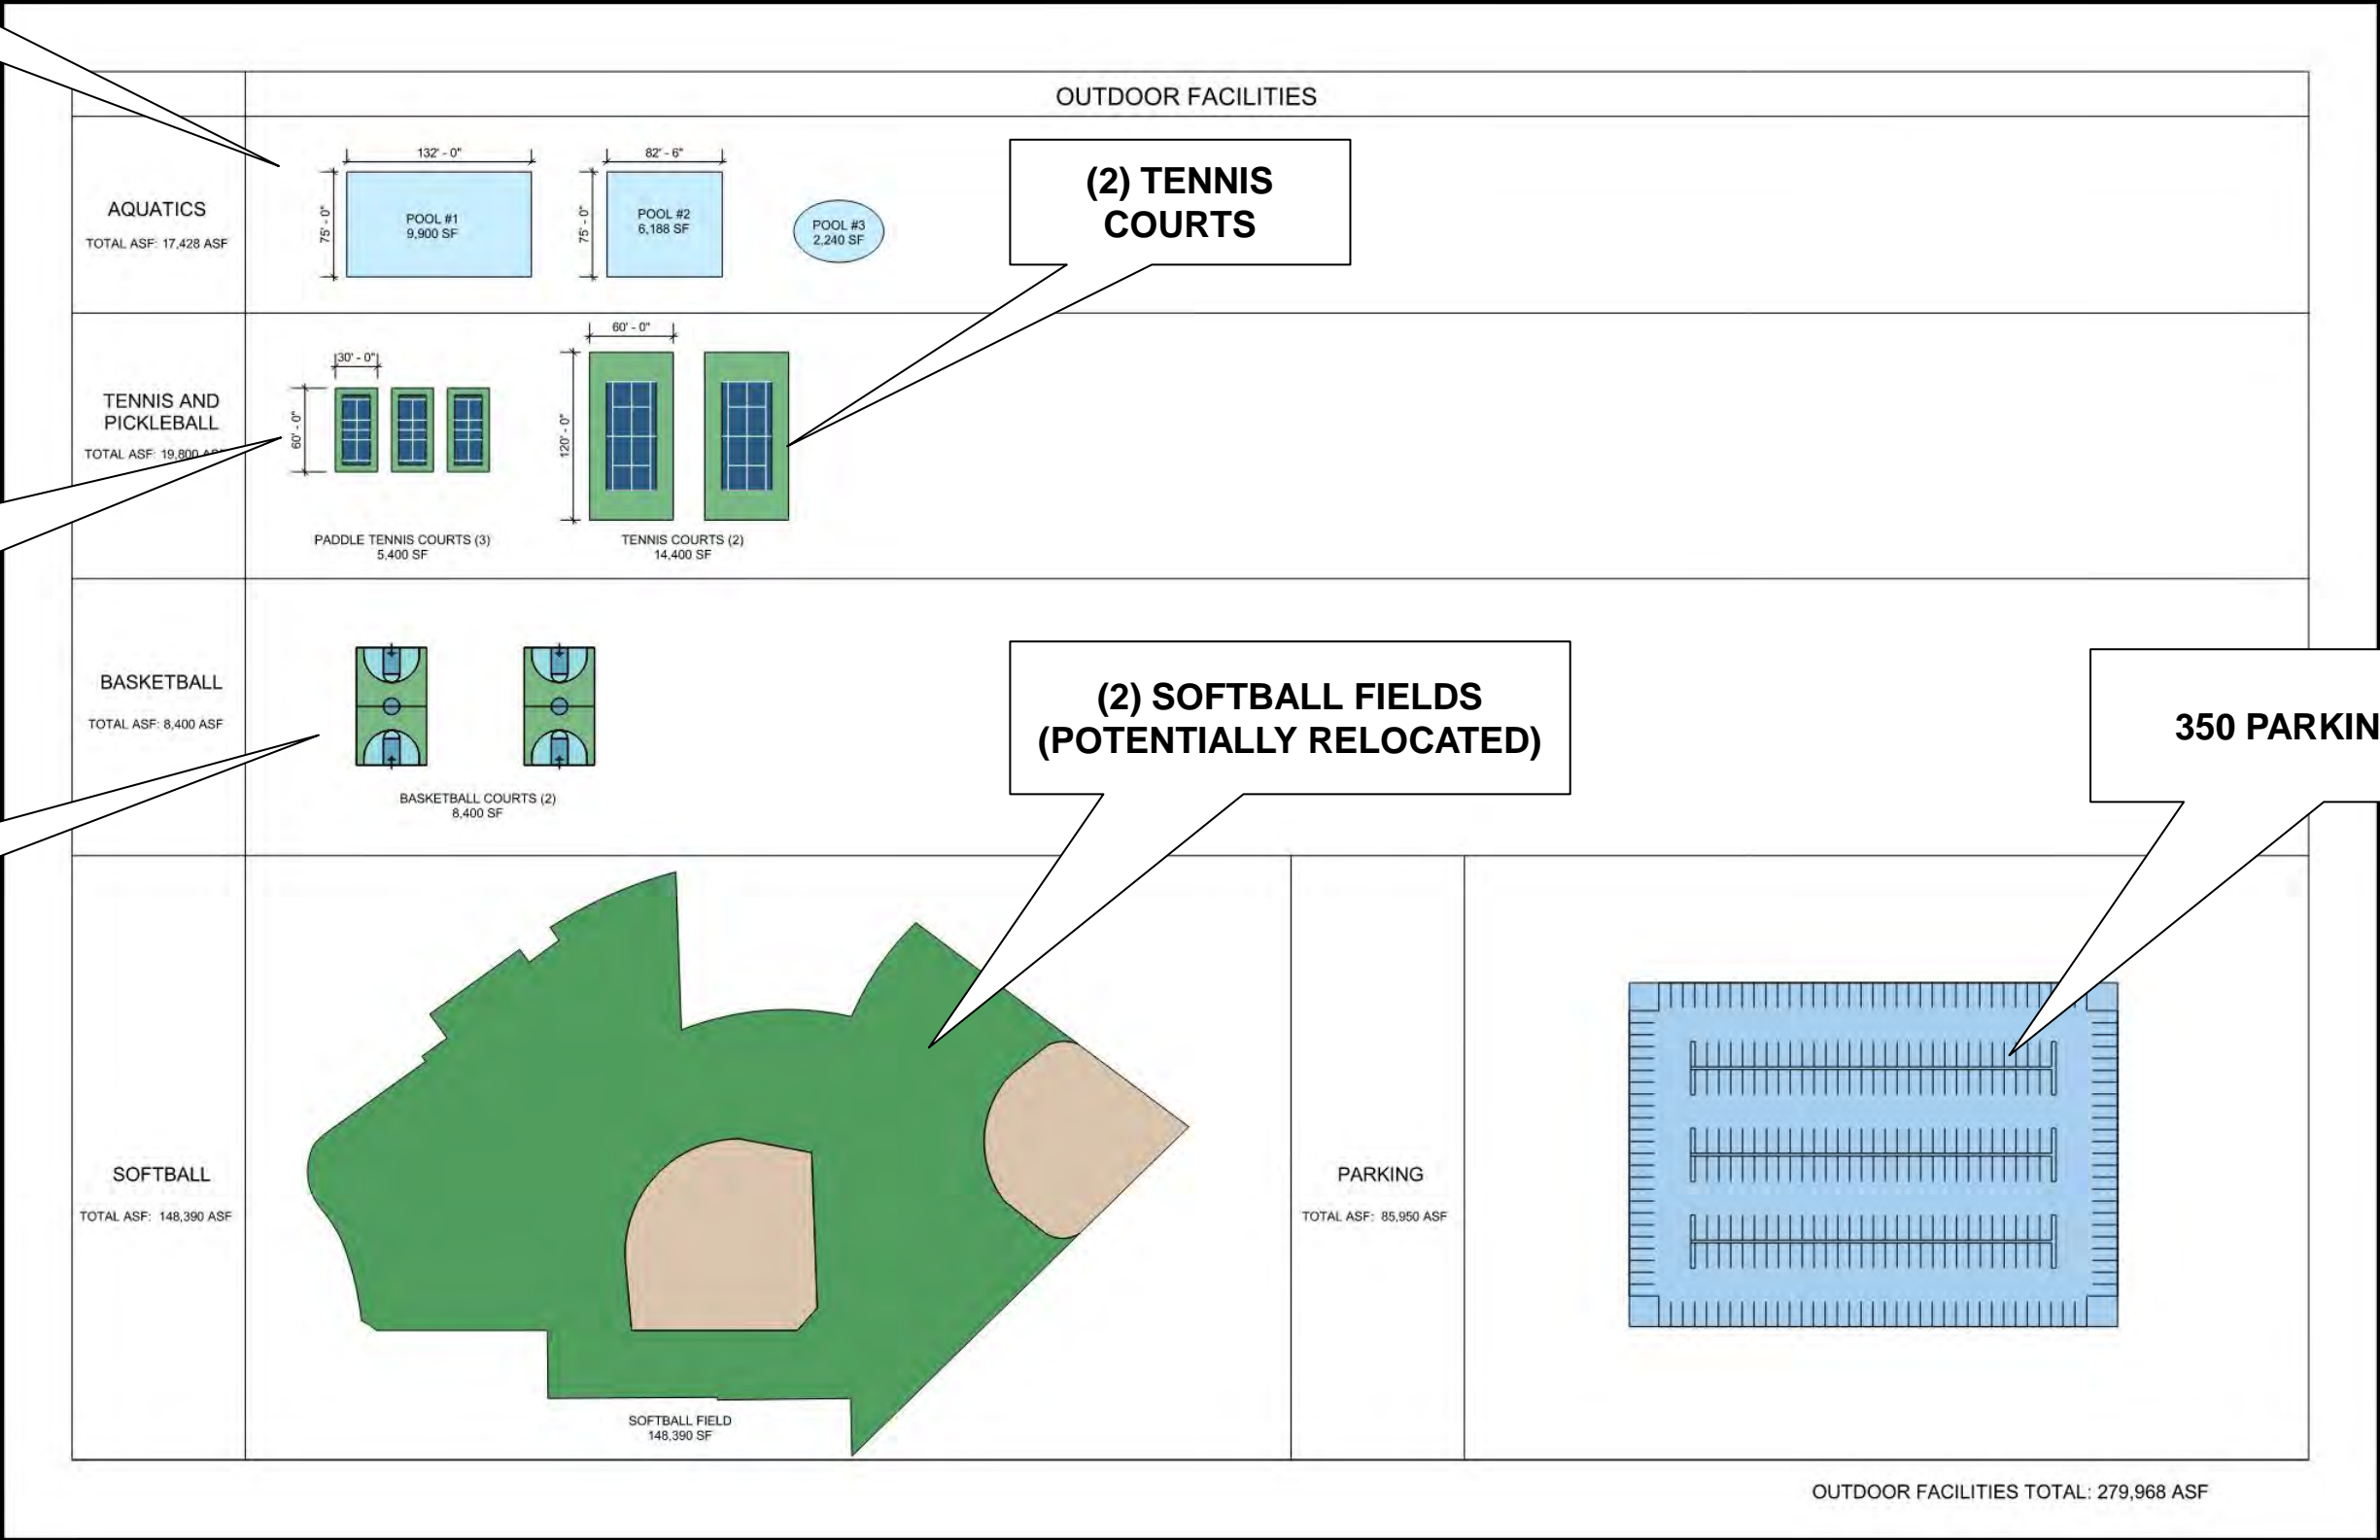 OUTDOOR FACILITIES
AQUATICS
TOTAL ASF: 17,428 ASF
132' - 0"
75' - 0"
POOL #1
9,900 SF
82' - 6"
75' - 0"
POOL #2
6,188 SF
POOL #3
2,240 SF
(2) TENNIS
COURTS
TENNIS AND
PICKLEBALL
TOTAL ASF: 19,800 ASF
30' - 0"
60' - 0"
PADDLE TENNIS COURTS (3)
5,400 SF
60' - 0"
120' - 0"
TENNIS COURTS (2)
14,400 SF
BASKETBALL
TOTAL ASF: 8,400 ASF
BASKETBALL COURTS (2)
8,400 SF
(2) SOFTBALL FIELDS
(POTENTIALLY RELOCATED)
350 PARKIN
SOFTBALL
TOTAL ASF: 148,390 ASF
SOFTBALL FIELD
148,390 SF
PARKING
TOTAL ASF: 85,950 ASF
OUTDOOR FACILITIES TOTAL: 279,968 ASF